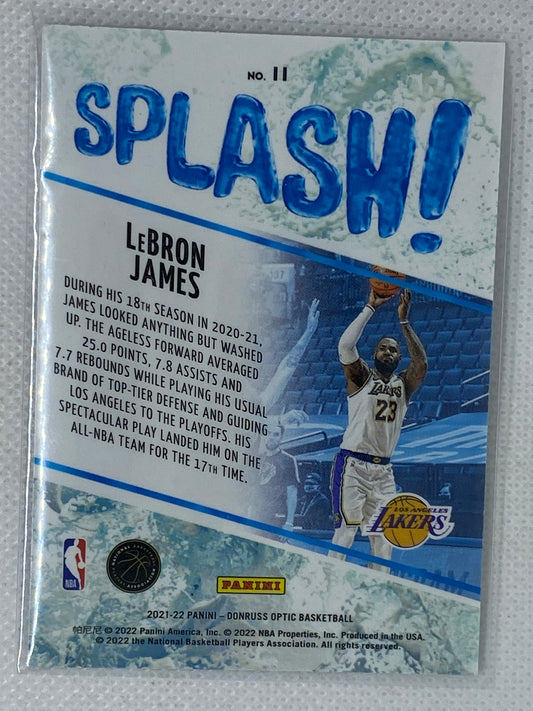 NO. 11
SPLASH!
LEBRON
JAMES
DURING HIS 18TH SEASON IN 2020-21,
JAMES LOOKED ANYTHING BUT WASHED
UP. THE AGELESS FORWARD AVERAGED
25.0 POINTS, 7.8 ASSISTS AND
7.7 REBOUNDS WHILE PLAYING HIS USUAL
BRAND OF TOP-TIER DEFENSE AND GUIDING
LOS ANGELES TO THE PLAYOFFS. HIS
SPECTACULAR PLAY LANDED HIM ON THE
ALL-NBA TEAM FOR THE 17TH TIME.
LAKERS
23
LOS ANGELES
LAKERS
NBA
PANINI
2021-22 PANINI – DONRUSS OPTIC BASKETBALL
帕尼尼 © 2022 Panini America, Inc. © 2022 NBA Properties, Inc. Produced in the USA.
© 2022 the National Basketball Players Association. All rights reserved.